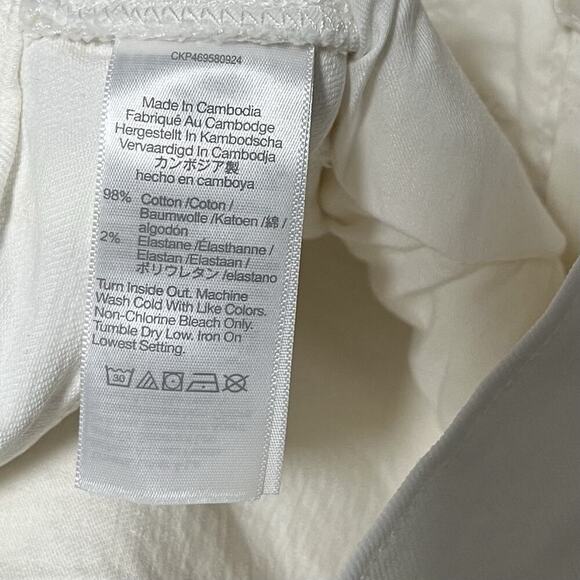 CKP469580924
Made In Cambodia
Fabriqué Au Cambodge
Hergestellt In Kambodscha
Vervaardigd In Cambodja
カンボジア製
hecho en camboya
98% Cotton /Coton /
Baumwolle /Katoen /綿 /
algodón
2% Elastane /Élasthanne /
Elastan /Elastaan /
ポリウレタン /elastano
Turn Inside Out. Machine
Wash Cold With Like Colors.
Non-Chlorine Bleach Only.
Tumble Dry Low. Iron On
Lowest Setting.
30